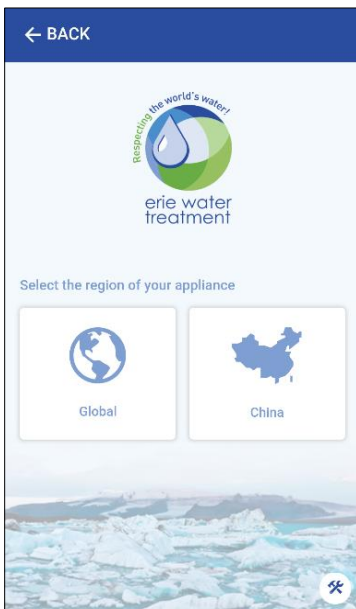 ← BACK
Respecting the world's water!
erie water
treatment
Select the region of your appliance
Global
China